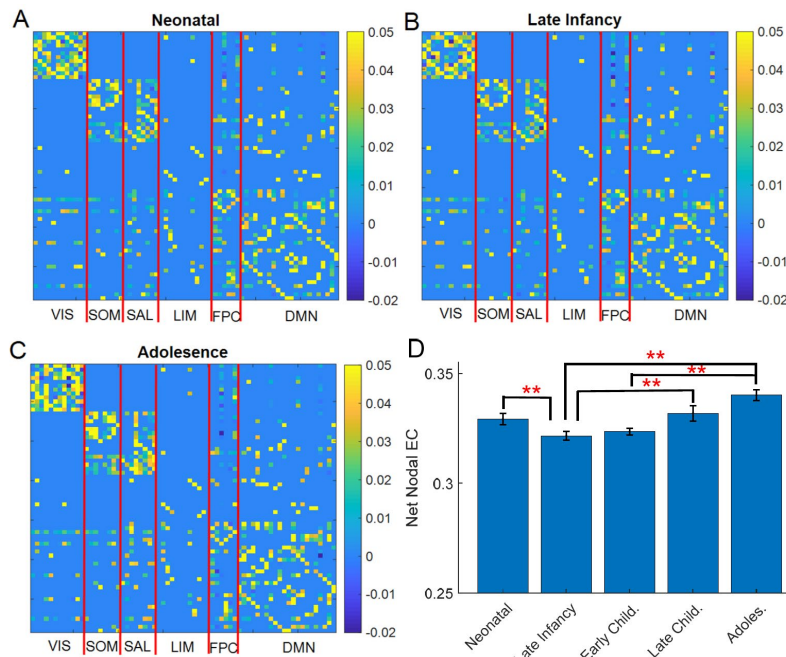 A
Neonatal
0.05
0.04
0.03
0.02
0.01
0
-0.01
-0.02
VIS SOM SAL LIM FPC DMN
B
Late Infancy
0.05
0.04
0.03
0.02
0.01
0
-0.01
-0.02
VIS SOM SAL LIM FPC DMN
C
Adolesence
0.05
0.04
0.03
0.02
0.01
0
-0.01
-0.02
VIS SOM SAL LIM FPC DMN
D
Net Nodal EC
0.35
0.3
0.25
**
**
**
**
Neonatal
Late Infancy
Early Child.
Late Child.
Adoles.